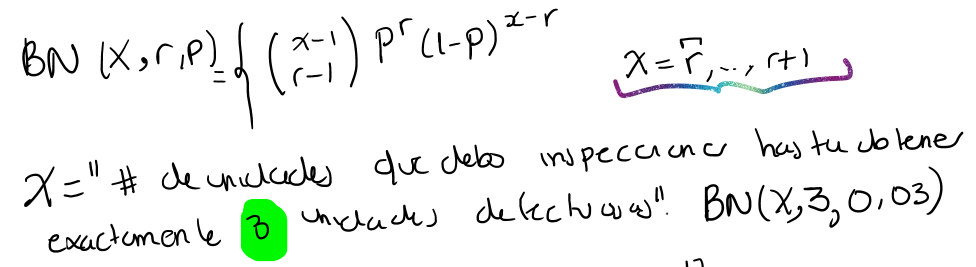 BN (X,r,p) = { (x-1 r-1) p^r (1-p)^{x-r} x = r, .., r+1
X = " # de unidades que debo inspeccionar hasta obtener
exactamente 3 unidades defectuosas". BN(X,3,0,03)